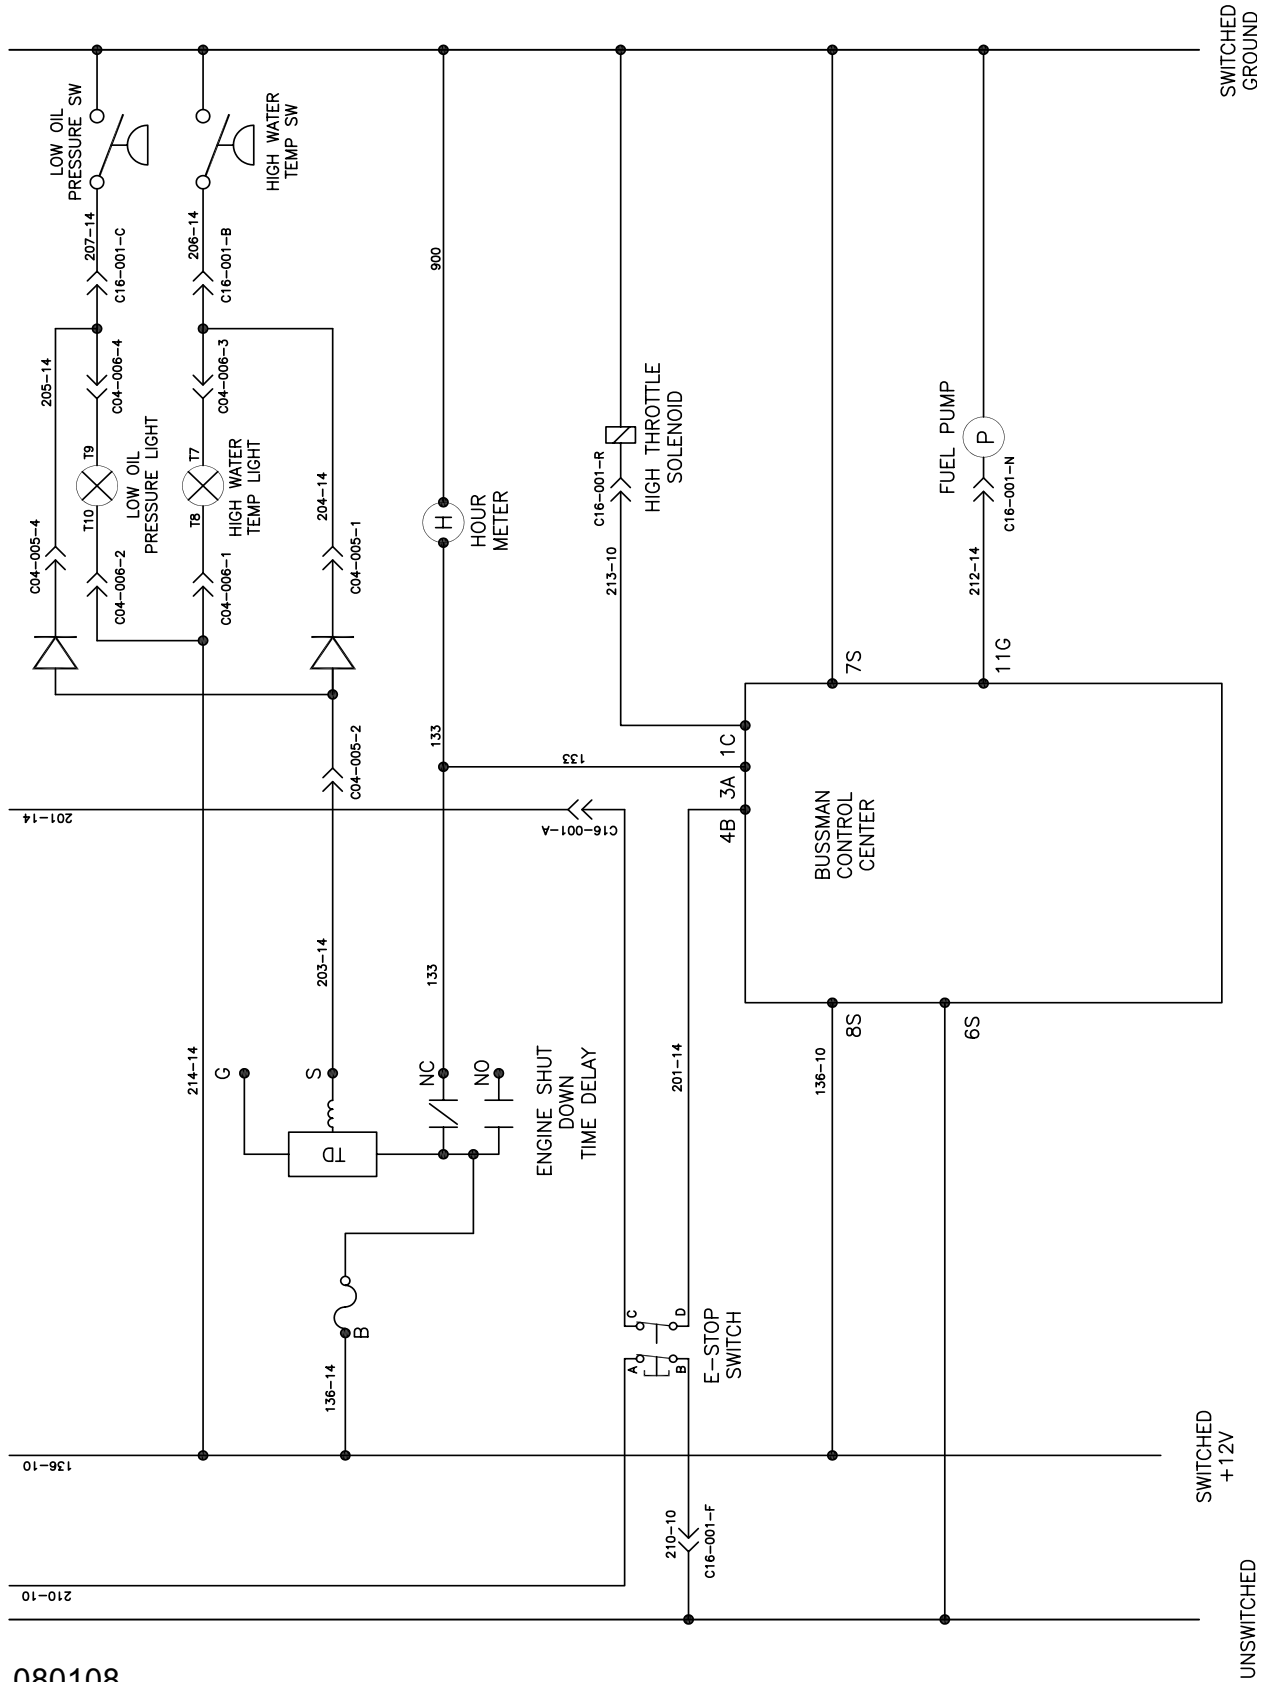 SWITCHED
GROUND
LOW OIL
PRESSURE SW
HIGH WATER
TEMP SW
207-14
C16-001-C
206-14
C16-001-B
900
205-14
C04-006-4
C04-006-3
T9
T10
LOW OIL
PRESSURE LIGHT
T7
T8
HIGH WATER
TEMP LIGHT
204-14
C04-005-4
C04-006-2
C04-006-1
C04-005-1
H
HOUR
METER
C16-001-R
HIGH THROTTLE
SOLENOID
213-10
FUEL PUMP
P
C16-001-N
212-14
7S
11G
133
133
1C
3A
4B
C04-005-2
201-14
C16-001-A
BUSSMAN
CONTROL
CENTER
203-14
133
214-14
G
S
NC
NO
TD
ENGINE SHUT
DOWN
TIME DELAY
201-14
8S
136-10
6S
B
136-14
C
D
A
B
E-STOP
SWITCH
136-10
SWITCHED
+12V
210-10
C16-001-F
210-10
UNSWITCHED
080108